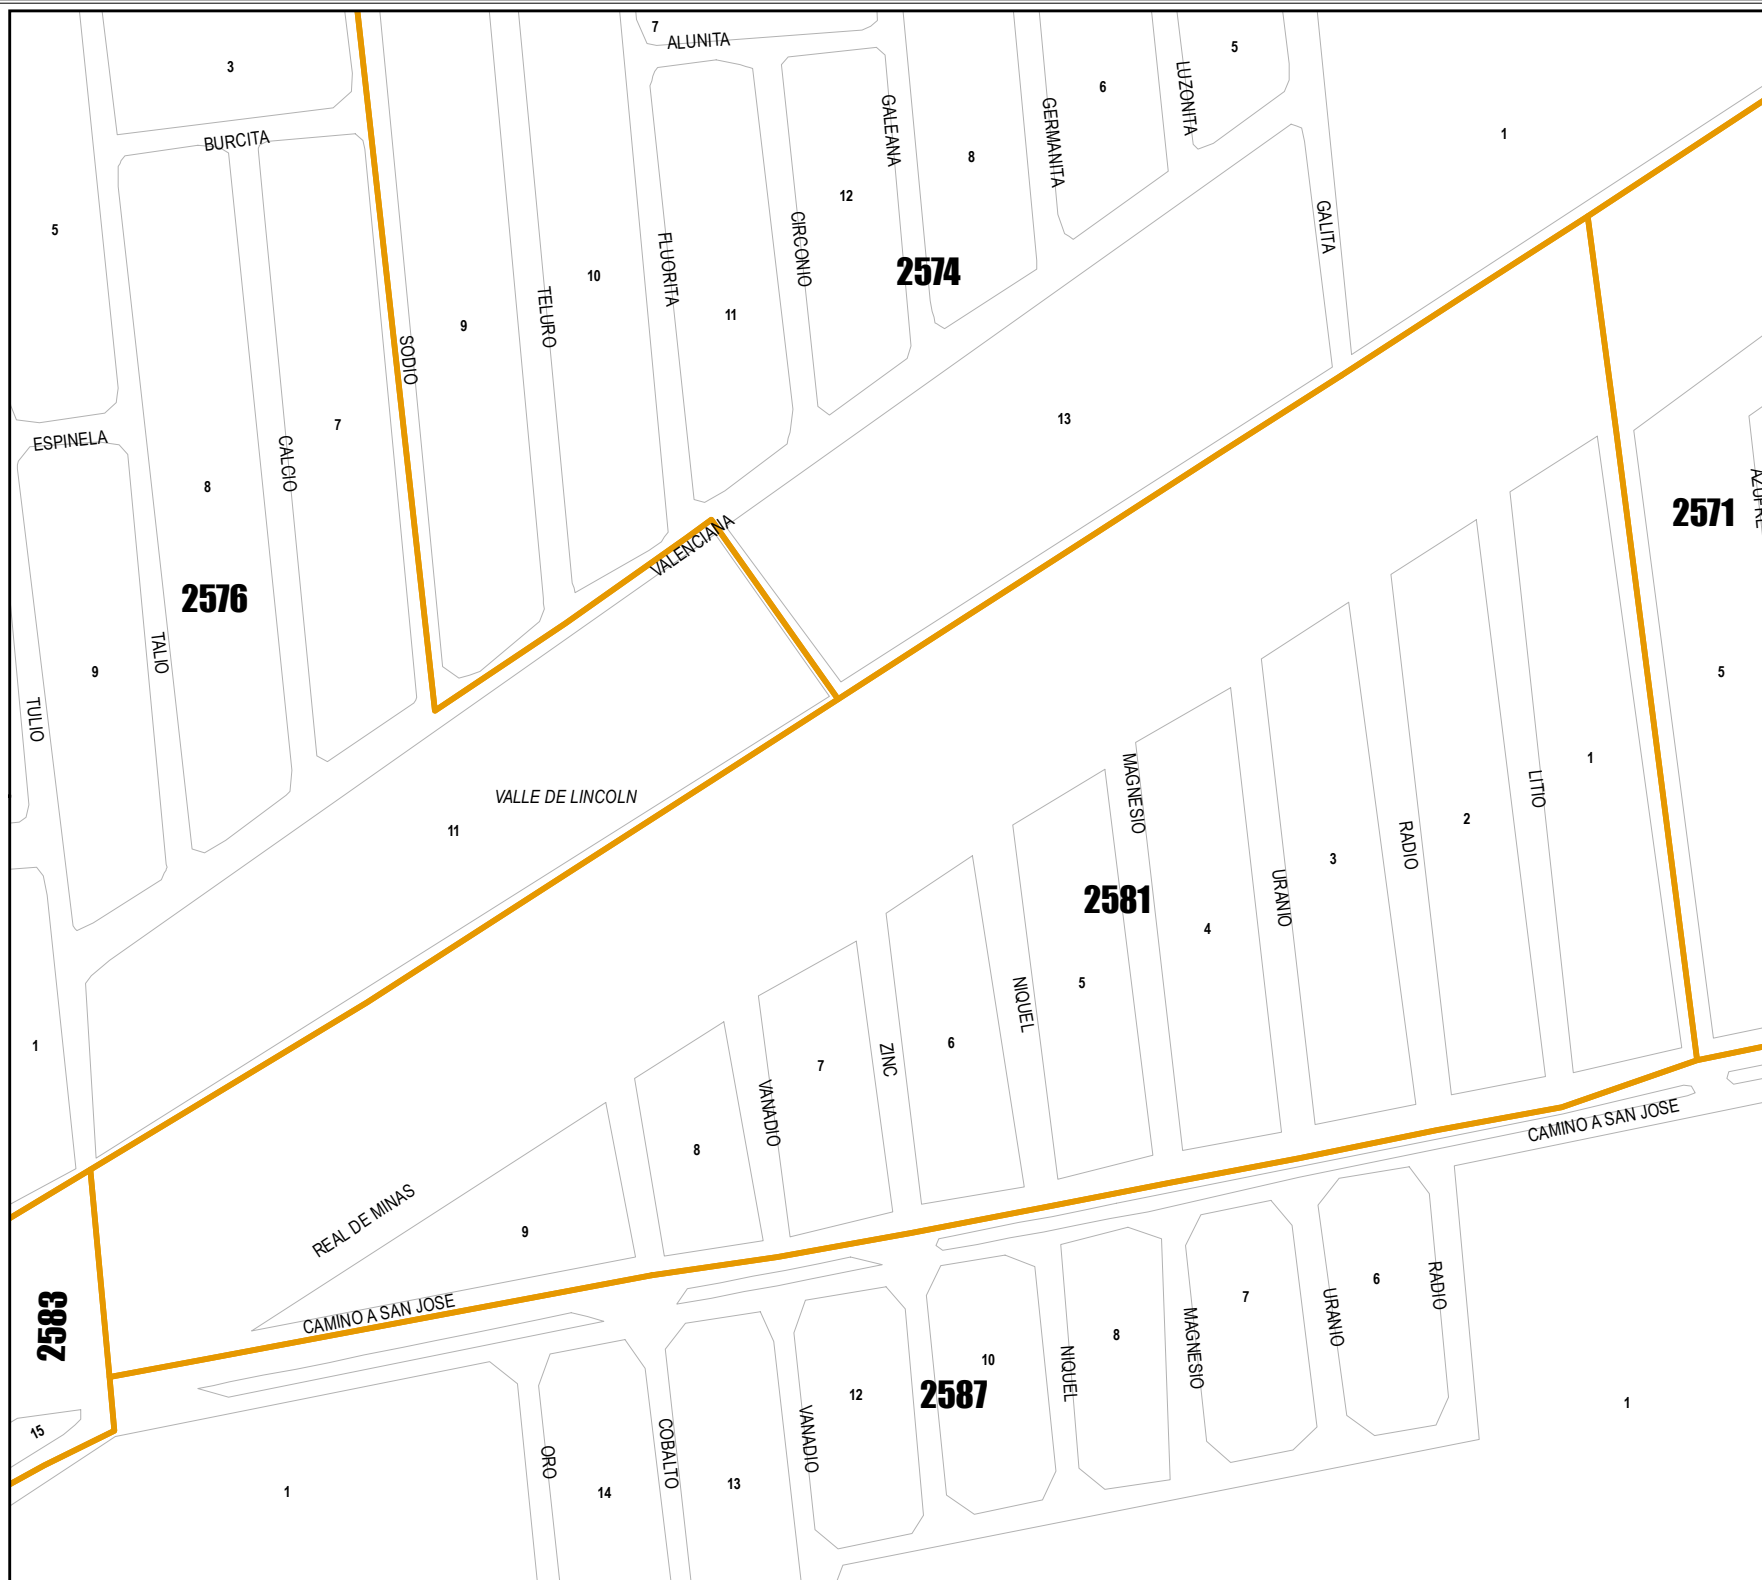 7
ALUNITA
3
5
6
LUZONITA
GALEANA
GERMANITA
1
BURCITA
8
12
5
GALITA
CIRCONIO
FLUORITA
2574
10
TELURO
11
9
SODIO
13
7
ESPINELA
CALCIO
8
2571
AZUFRE
VALENCIANA
2576
TALIO
9
5
TULIO
1
MAGNESIO
LITIO
VALLE DE LINCOLN
11
2
RADIO
3
2581
URANIO
4
5
NIQUEL
6
1
ZINC
7
VANADIO
8
CAMINO A SAN JOSE
REAL DE MINAS
9
2583
CAMINO A SAN JOSE
6
RADIO
7
URANIO
8
MAGNESIO
10
NIQUEL
2587
12
1
15
VANADIO
COBALTO
ORO
13
14
1